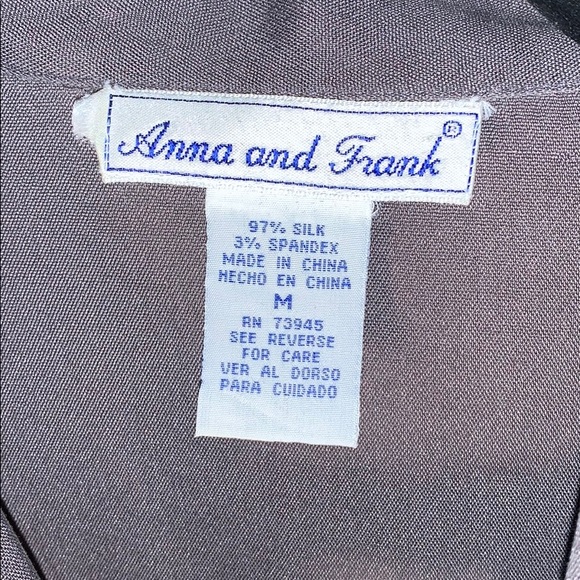 Anna and Frank®
97% SILK
3% SPANDEX
MADE IN CHINA
HECHO EN CHINA
M
RN 73945
SEE REVERSE
FOR CARE
VER AL DORSO
PARA CUIDADO